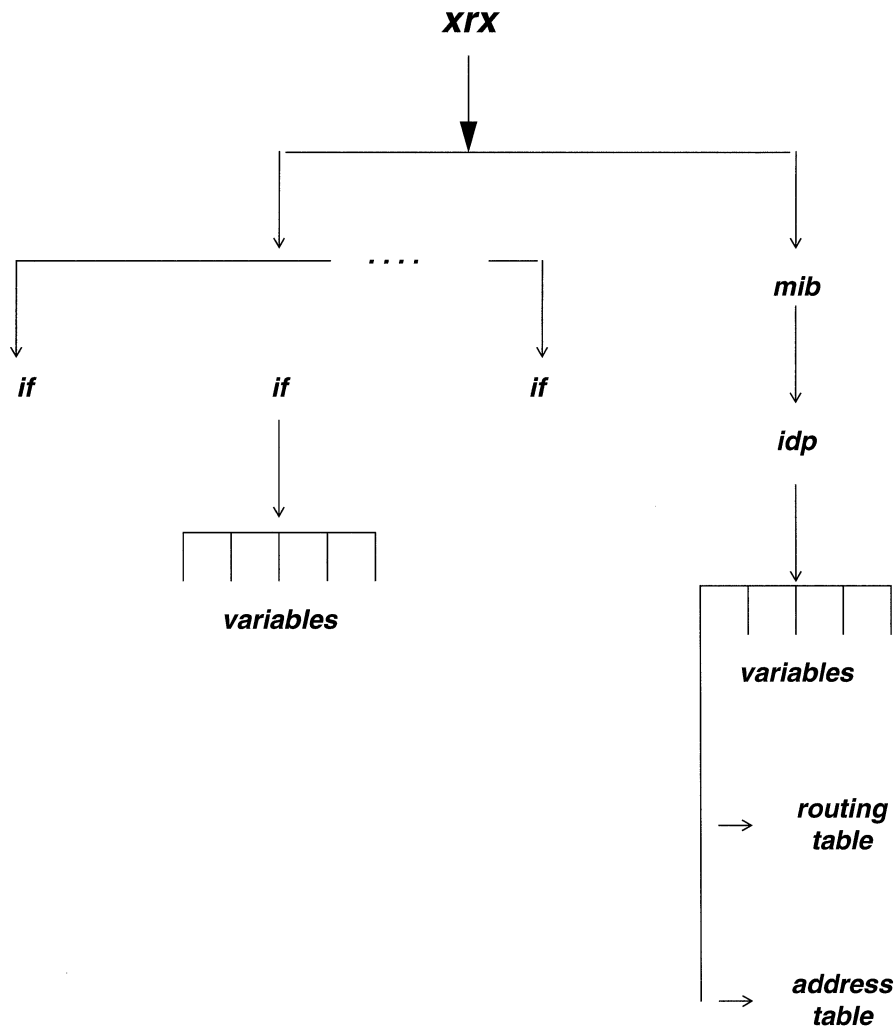 xrx
....
mib
if
if
if
idp
variables
variables
routing
table
address
table